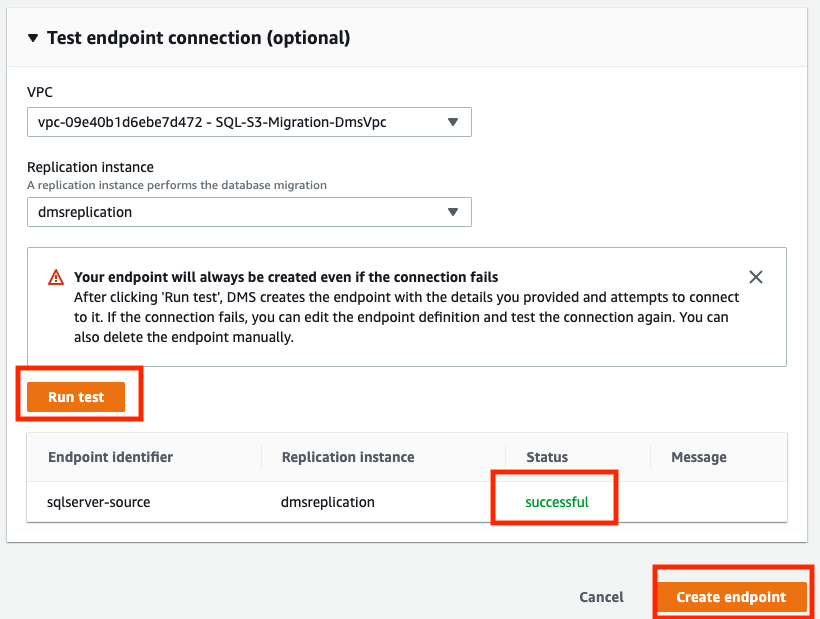 Test endpoint connection (optional)
VPC
vpc-09e40b1d6ebe7d472 - SQL-S3-Migration-DmsVpc
Replication instance
A replication instance performs the database migration
dmsreplication
Your endpoint will always be created even if the connection fails
After clicking 'Run test', DMS creates the endpoint with the details you provided and attempts to connect
to it. If the connection fails, you can edit the endpoint definition and test the connection again. You can
also delete the endpoint manually.
Run test
Endpoint identifier Replication instance Status Message
sqlserver-source dmsreplication successful
Cancel Create endpoint